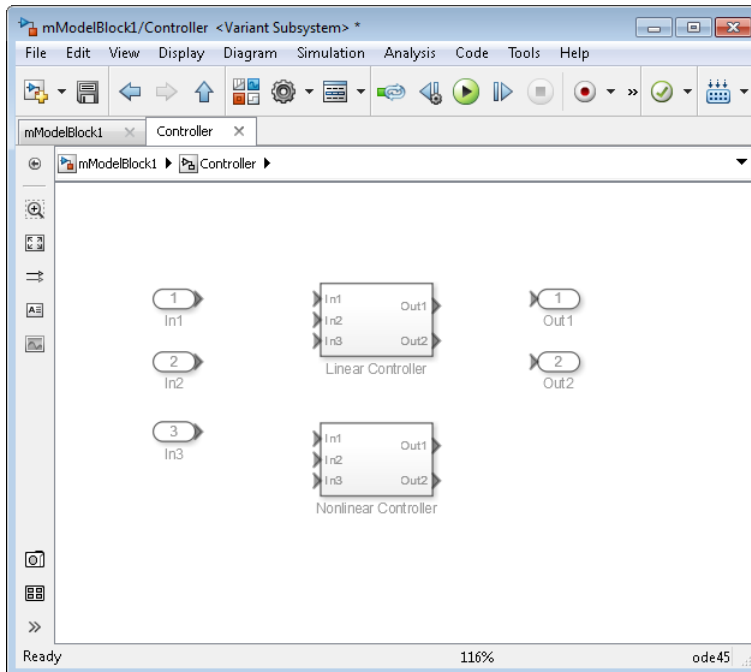 mModelBlock1/Controller <Variant Subsystem> *
File Edit View Display Diagram Simulation Analysis Code Tools Help
mModelBlock1 Controller
mModelBlock1 Controller
1
In1
2
In2
3
In3
In1
In2
In3
Out1
Out2
Linear Controller
In1
In2
In3
Out1
Out2
Nonlinear Controller
1
Out1
2
Out2
Ready 116% ode45